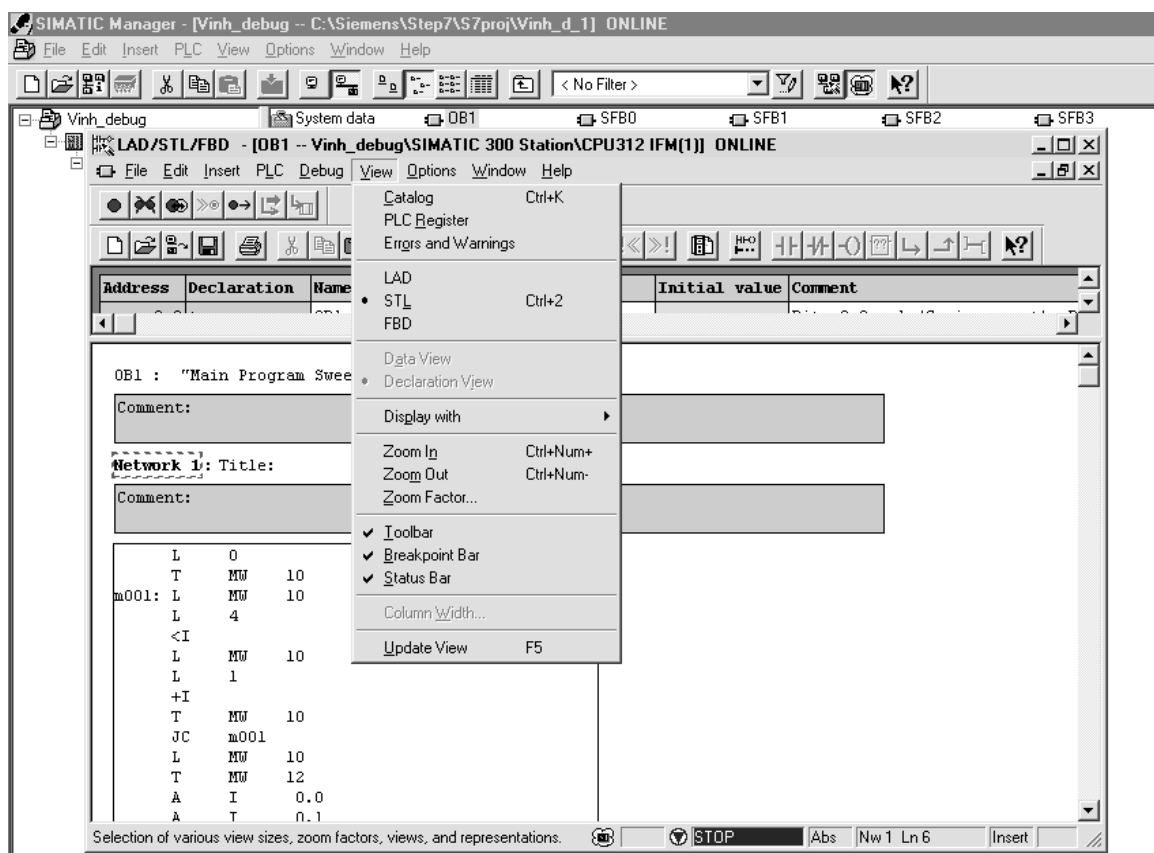 SIMATIC Manager - [Vinh_debug -- C:\Siemens\Step7\S7proj\Vinh_d_1] ONLINE
File Edit Insert PLC View Options Window Help
< No Filter >
Vinh_debug System data OB1 SFB0 SFB1 SFB2 SFB3
LAD/STL/FBD - [OB1 -- Vinh_debug\SIMATIC 300 Station\CPU312 IFM(1)] ONLINE
File Edit Insert PLC Debug View Options Window Help
Catalog Ctrl+K
PLC Register
Errors and Warnings
LAD
STL Ctrl+2
FBD
Data View
Declaration View
Display with
Zoom In Ctrl+Num+
Zoom Out Ctrl+Num-
Zoom Factor...
Toolbar
Breakpoint Bar
Status Bar
Column Width...
Update View F5
Address Declaration Name Initial value Comment
OB1 : "Main Program Swee
Comment:
Network 1: Title:
Comment:
L 0
T MW 10
m001: L MW 10
L 4
<I
L MW 10
L 1
+I
T MW 10
JC m001
L MW 10
T MW 12
A I 0.0
A I 0.1
Selection of various view sizes, zoom factors, views, and representations. STOP Abs Nw 1 Ln 6 Insert